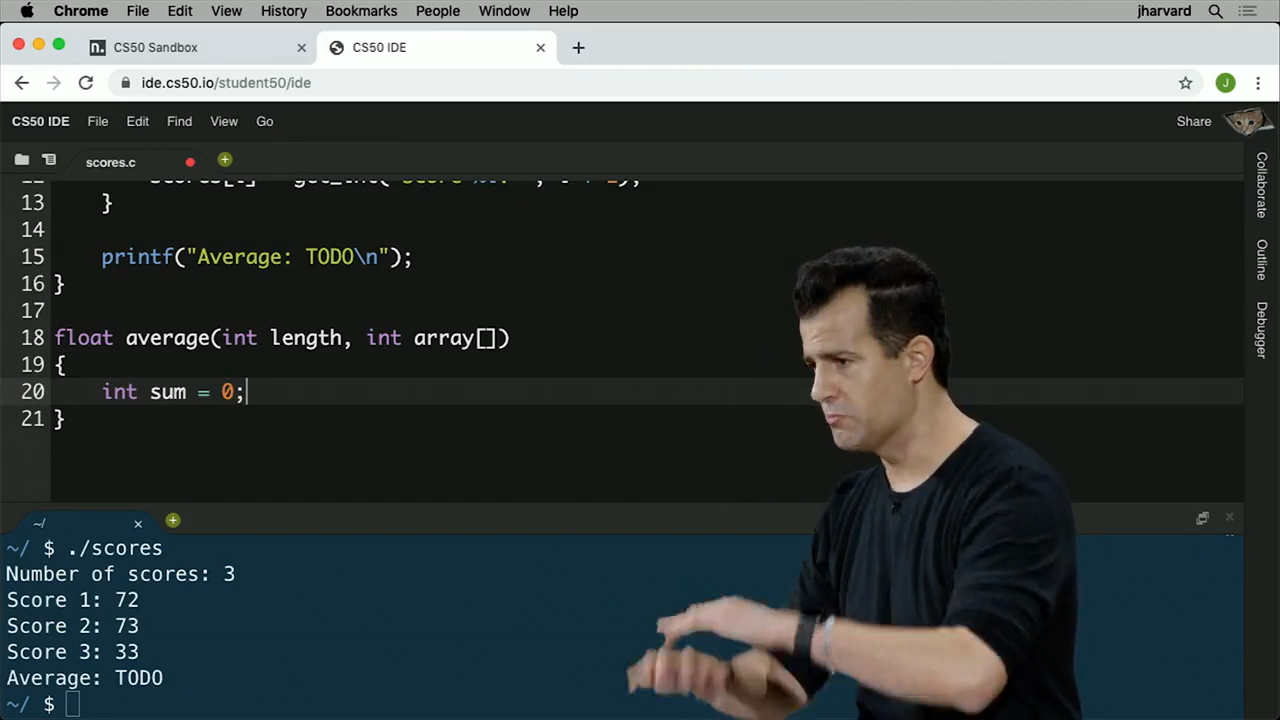 Chrome File Edit View History Bookmarks People Window Help jharvard
CS50 Sandbox CS50 IDE
ide.cs50.io/student50/ide J
CS50 IDE File Edit Find View Go Share
scores.c
Collaborate
Outline
Debugger
13 }
14
15 printf("Average: TODO\n");
16 }
17
18 float average(int length, int array[])
19 {
20 int sum = 0;
21 }
~/
~/ $ ./scores
Number of scores: 3
Score 1: 72
Score 2: 73
Score 3: 33
Average: TODO
~/ $